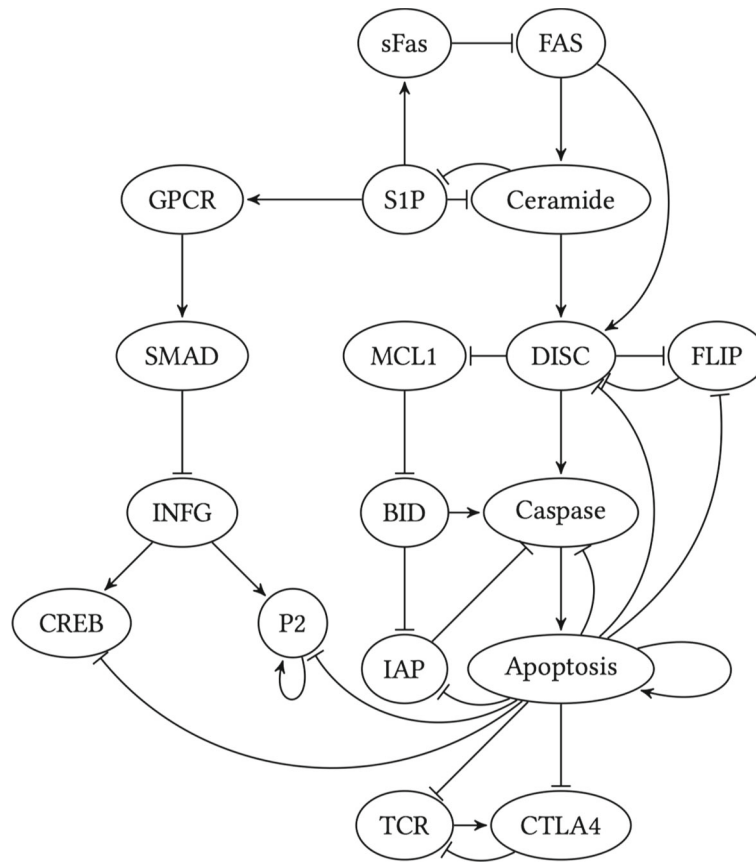 sFas FAS
GPCR S1P Ceramide
SMAD MCL1 DISC FLIP
INFG BID Caspase
CREB P2
IAP Apoptosis
TCR CTLA4